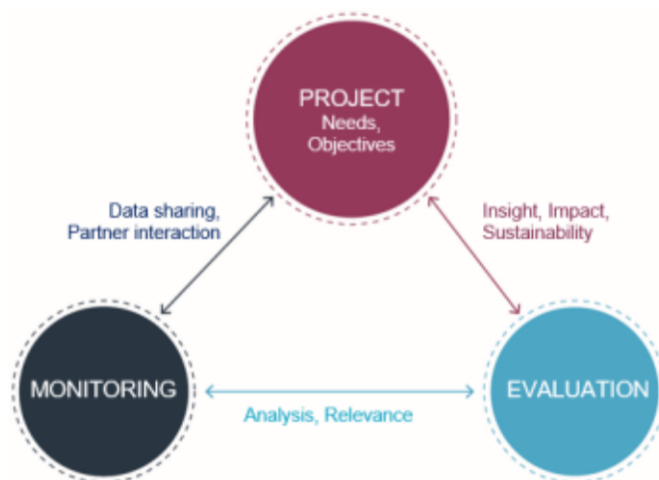 PROJECT
Needs,
Objectives
Data sharing,
Partner interaction
Insight, Impact,
Sustainability
MONITORING
EVALUATION
Analysis, Relevance